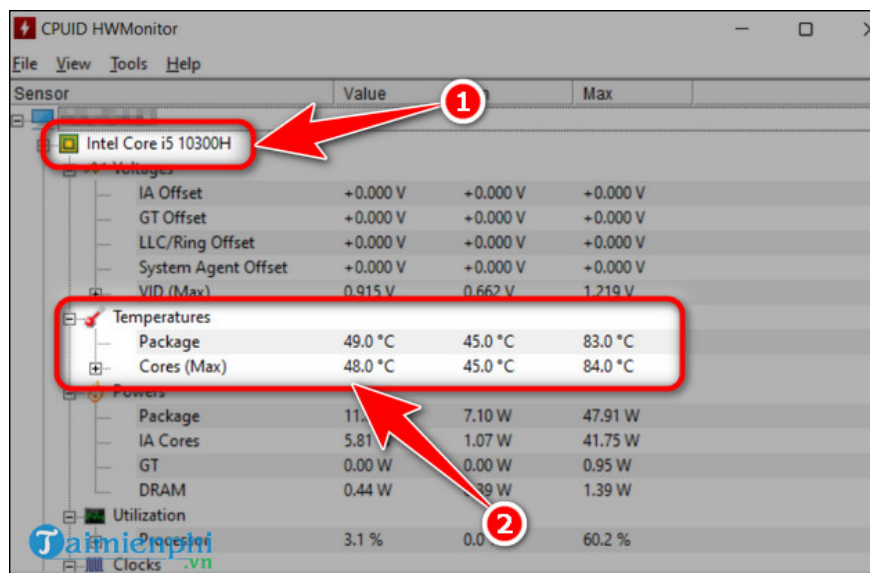 CPUID HWMonitor
File View Tools Help
Sensor Value Max
1
Intel Core i5 10300H
Voltages
IA Offset +0.000 V +0.000 V +0.000 V
GT Offset +0.000 V +0.000 V +0.000 V
LLC/Ring Offset +0.000 V +0.000 V +0.000 V
System Agent Offset +0.000 V +0.000 V +0.000 V
VID (Max) 0.915 V 0.662 V 1.219 V
Temperatures
Package 49.0 °C 45.0 °C 83.0 °C
Cores (Max) 48.0 °C 45.0 °C 84.0 °C
Powers
Package 7.10 W 47.91 W
IA Cores 5.81 1.07 W 41.75 W
GT 0.00 W 0.00 W 0.95 W
DRAM 0.44 W W 1.39 W
Utilization
2
Processor 3.1 % 0.0 60.2 %
Clocks
Taimienphi
.vn